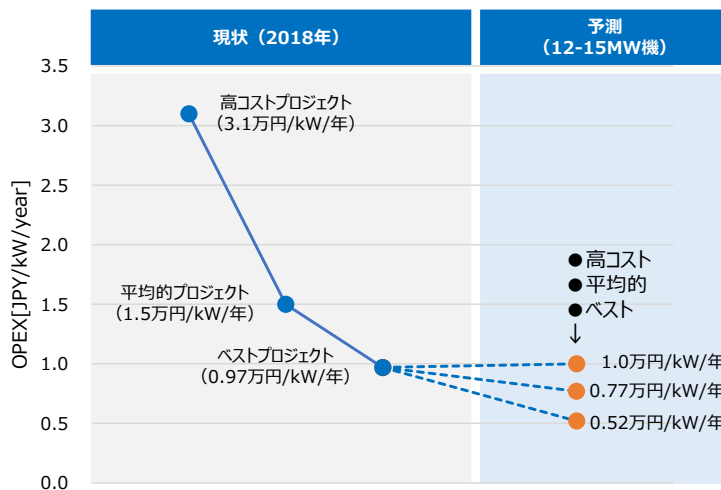 現状（2018年）
予測
（12-15MW機）
OPEX[JPY/kW/year]
3.5
3.0
2.5
2.0
1.5
1.0
0.5
0.0
高コストプロジェクト
（3.1万円/kW/年）
平均的プロジェクト
（1.5万円/kW/年）
ベストプロジェクト
（0.97万円/kW/年）
●高コスト
●平均的
●ベスト
↓
1.0万円/kW/年
0.77万円/kW/年
0.52万円/kW/年